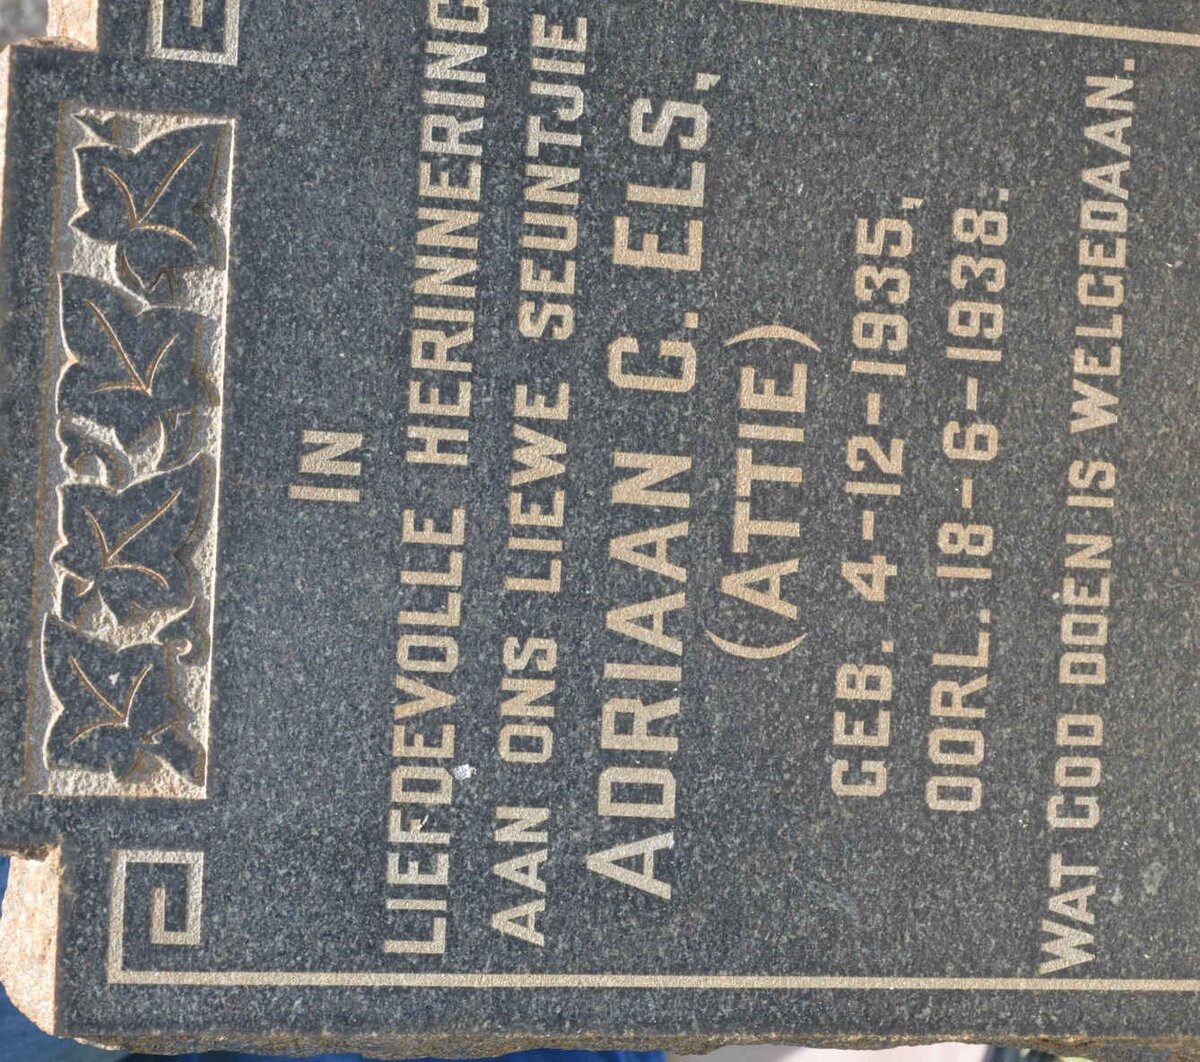 IN
LIEFDEVOLLE HERINNERING
AAN ONS LIEWE SEUNTJIE
ADRIAAN G. ELS,
(ATTIE)
GEB. 4-12-1935,
OORL. 18-6-1938.
WAT GOD DOEN IS WELGEDAAN.